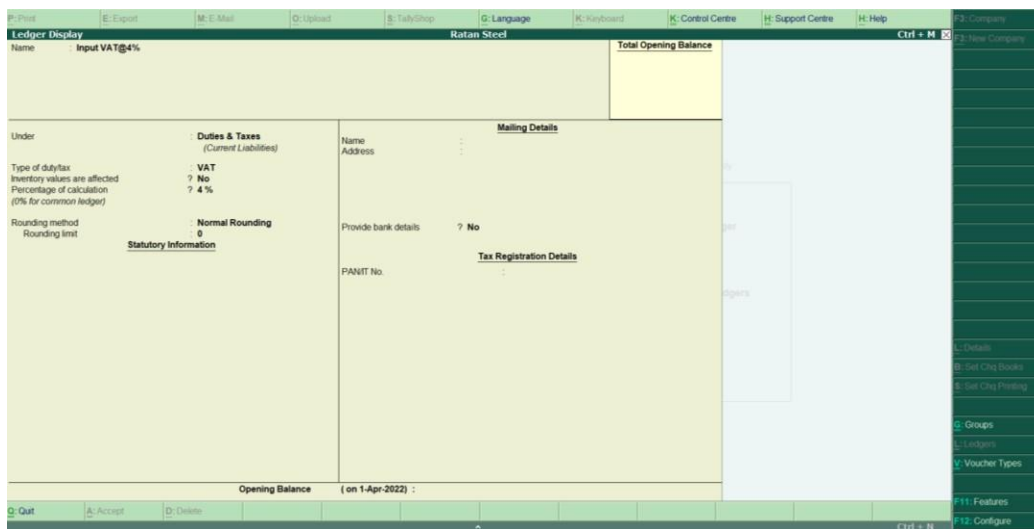 P: Print E: Export M: E-Mail O: Upload S: TallyShop G: Language K: Keyboard K: Control Centre H: Support Centre H: Help F3: Company
Ledger Display Ratan Steel Ctrl + M F3: New Company
Name : Input VAT@4% Total Opening Balance
Under : Duties & Taxes
(Current Liabilities)
Type of duty/tax : VAT
Inventory values are affected ? No
Percentage of calculation ? 4 %
(0% for common ledger)
Rounding method : Normal Rounding
Rounding limit : 0
Statutory Information
Mailing Details
Name :
Address :
Provide bank details ? No
Tax Registration Details
PAN/IT No. :
Opening Balance ( on 1-Apr-2022) :
L: Details
B: Set Chq Books
S: Set Chq Printing
G: Groups
L: Ledgers
V: Voucher Types
F11: Features
F12: Configure
Q: Quit A: Accept D: Delete
Ctrl + N